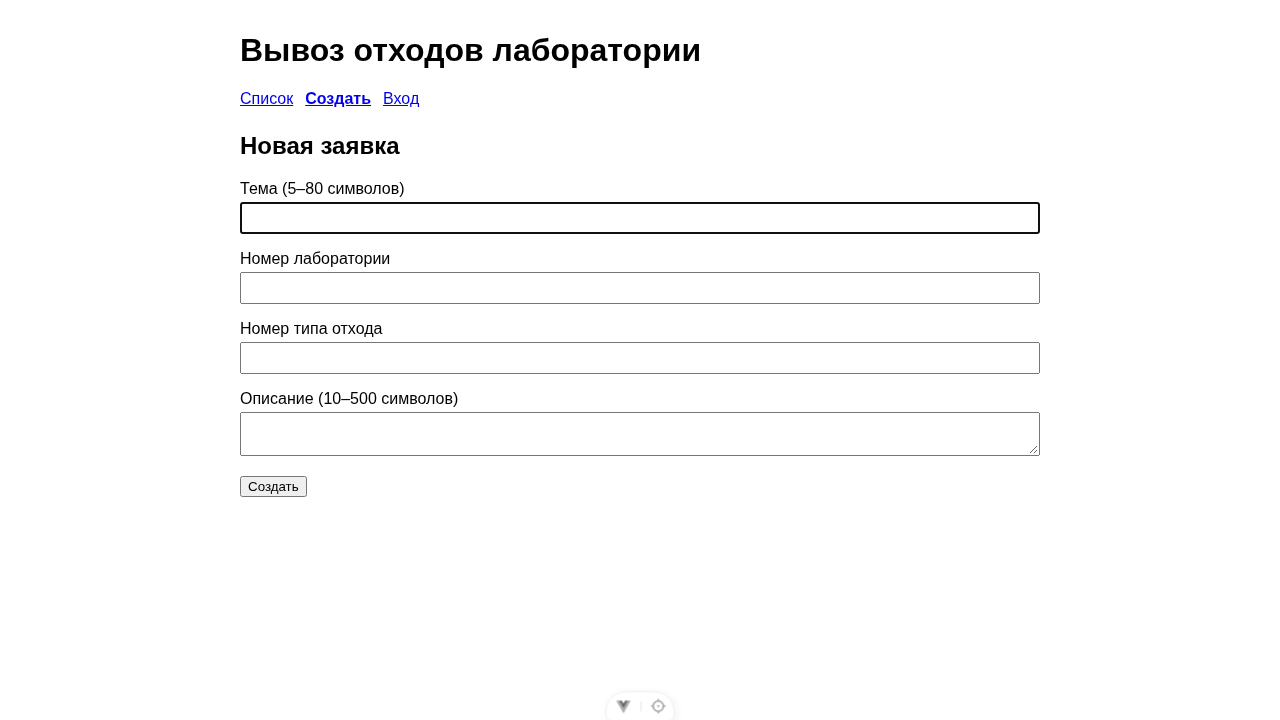 Вывоз отходов лаборатории
Список Создать Вход
Новая заявка
Тема (5–80 символов)
Номер лаборатории
Номер типа отхода
Описание (10–500 символов)
Создать